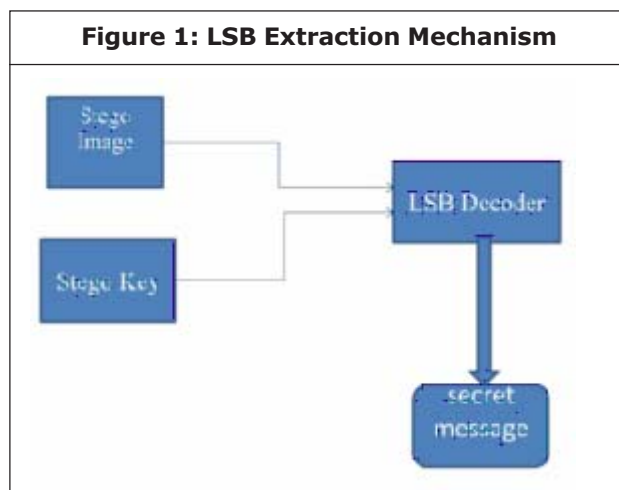 Figure 1: LSB Extraction Mechanism
Stego
Image
LSB Decoder
Stego Key
secret
message